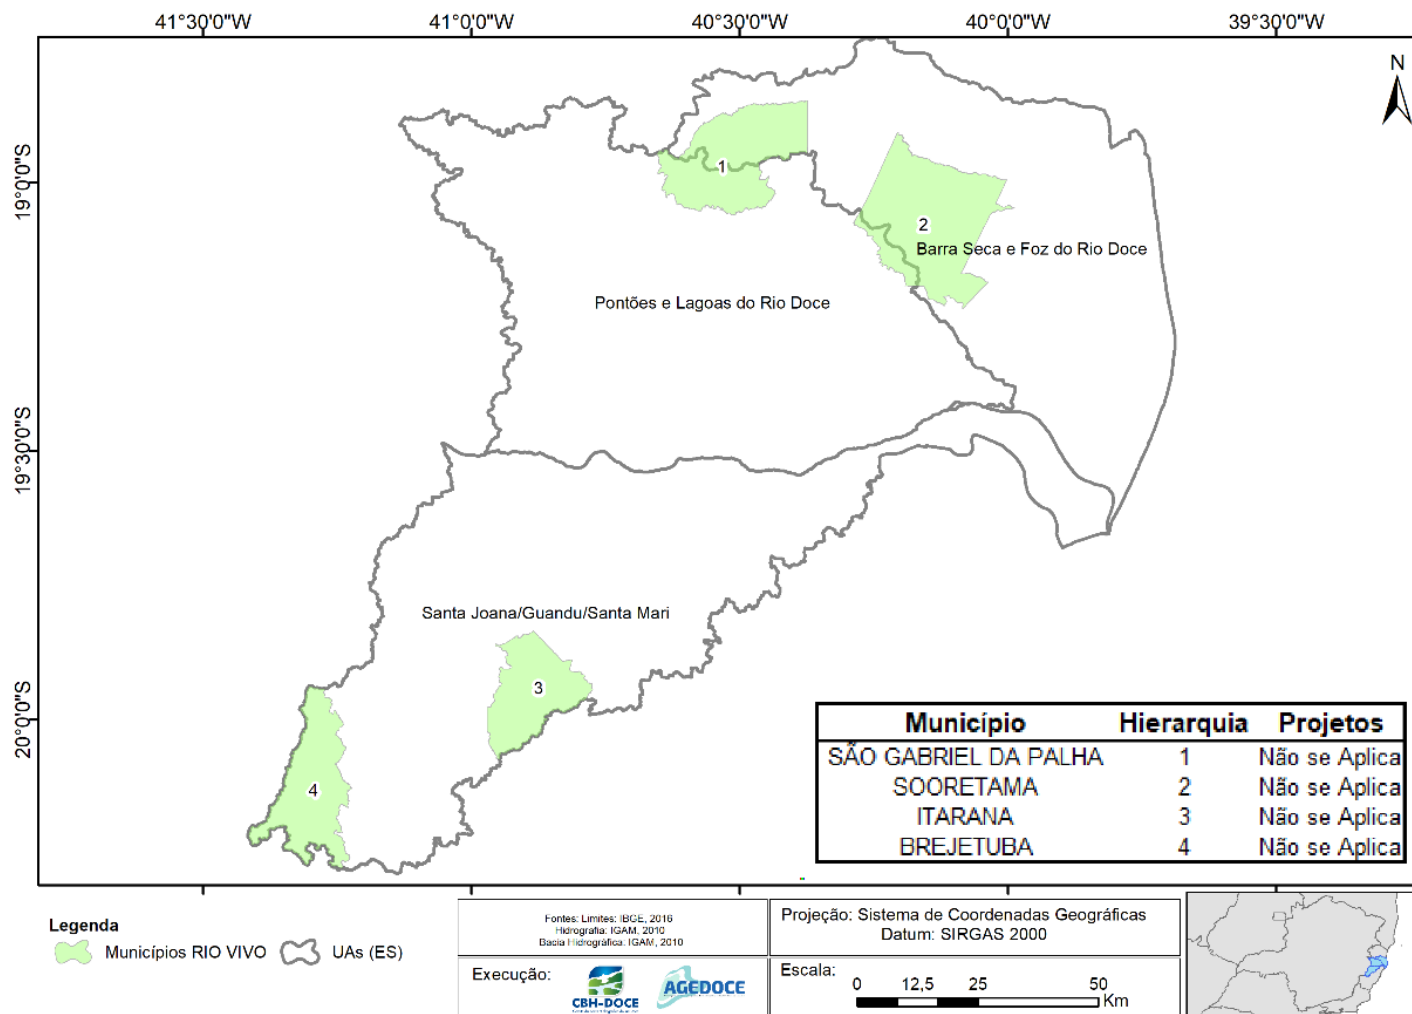 41°30'0"W 41°0'0"W 40°30'0"W 40°0'0"W 39°30'0"W
N
19°0'0"S
1
2
Barra Seca e Foz do Rio Doce
Pontões e Lagoas do Rio Doce
19°30'0"S
Santa Joana/Guandu/Santa Mari
3
20°0'0"S
4
Município Hierarquia Projetos
SÃO GABRIEL DA PALHA 1 Não se Aplica
SOORETAMA 2 Não se Aplica
ITARANA 3 Não se Aplica
BREJETUBA 4 Não se Aplica
Legenda
Municípios RIO VIVO UAs (ES)
Fontes: Limites: IBGE, 2016
Hidrografia: IGAM, 2010
Bacia Hidrográfica: IGAM, 2010
Execução:
CBH-DOCE
AGEDOCE
Projeção: Sistema de Coordenadas Geográficas
Datum: SIRGAS 2000
Escala:
0 12,5 25 50
Km